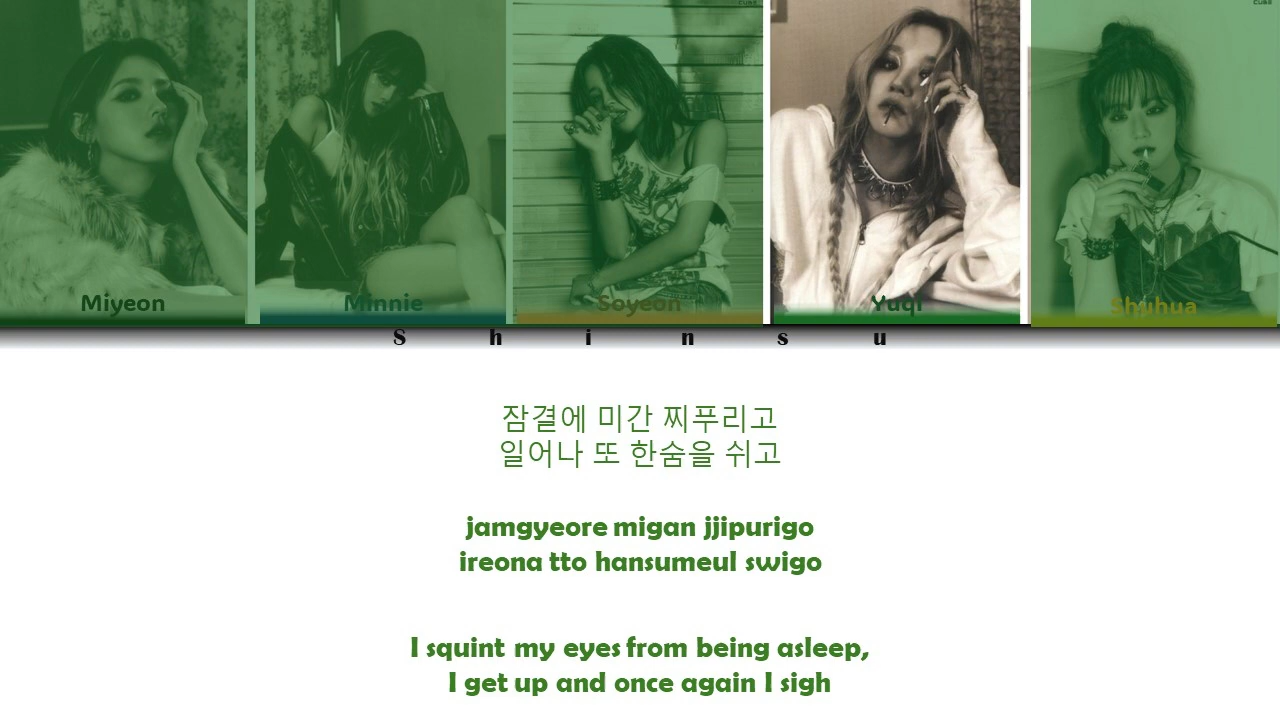 CUBE
CUBE
Miyeon
Minnie
Soyeon
Yuqi
Shuhua
S h i n s u
잠결에 미간 찌푸리고
일어나 또 한숨을 쉬고
jamgyeore migan jjipurigo
ireona tto hansumeul swigo
I squint my eyes from being asleep,
I get up and once again I sigh